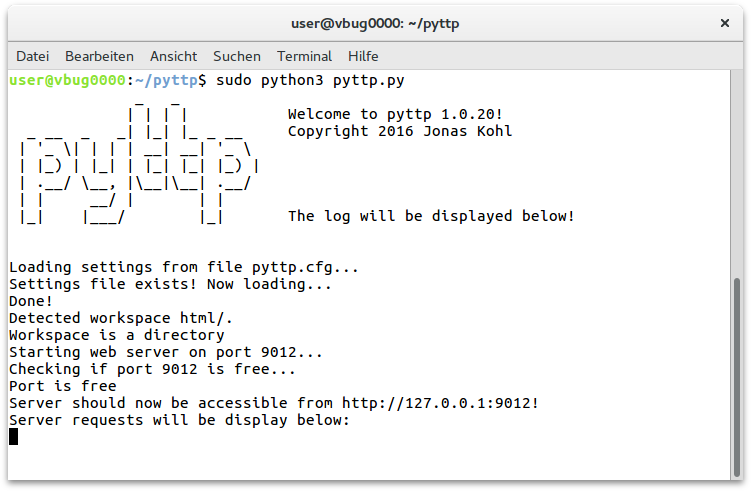 user@vbug0000: ~/pyttp
Datei Bearbeiten Ansicht Suchen Terminal Hilfe
user@vbug0000:~/pyttp$ sudo python3 pyttp.py
pyttp
Welcome to pyttp 1.0.20!
Copyright 2016 Jonas Kohl
The log will be displayed below!
Loading settings from file pyttp.cfg...
Settings file exists! Now loading...
Done!
Detected workspace html/.
Workspace is a directory
Starting web server on port 9012...
Checking if port 9012 is free...
Port is free
Server should now be accessible from http://127.0.0.1:9012!
Server requests will be display below: